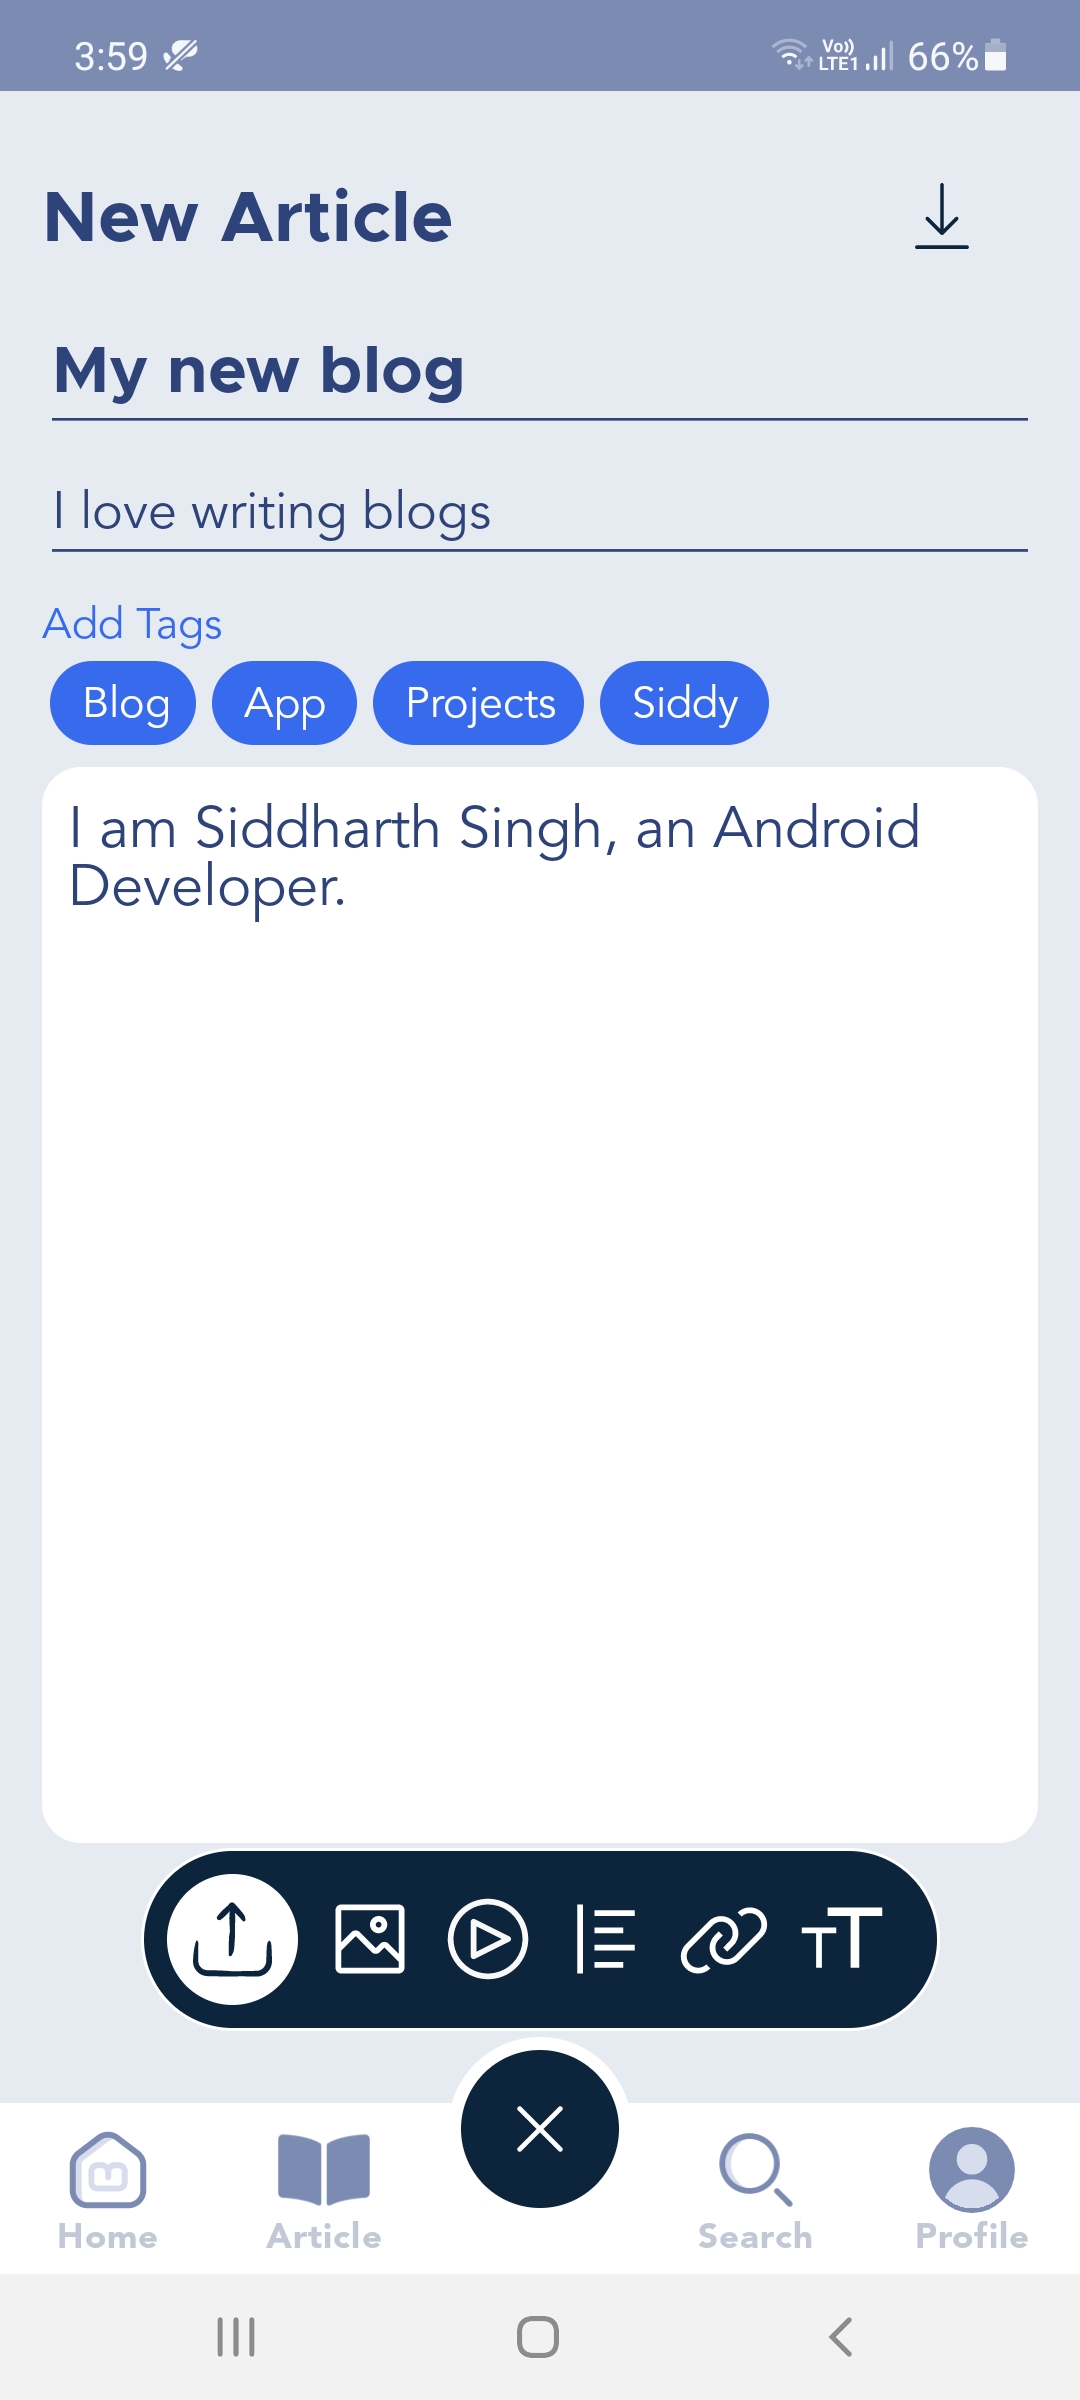 3:59 Vo)) LTE1 66%
New Article
My new blog
I love writing blogs
Add Tags
Blog App Projects Siddy
I am Siddharth Singh, an Android
Developer.
TT
Home Article Search Profile